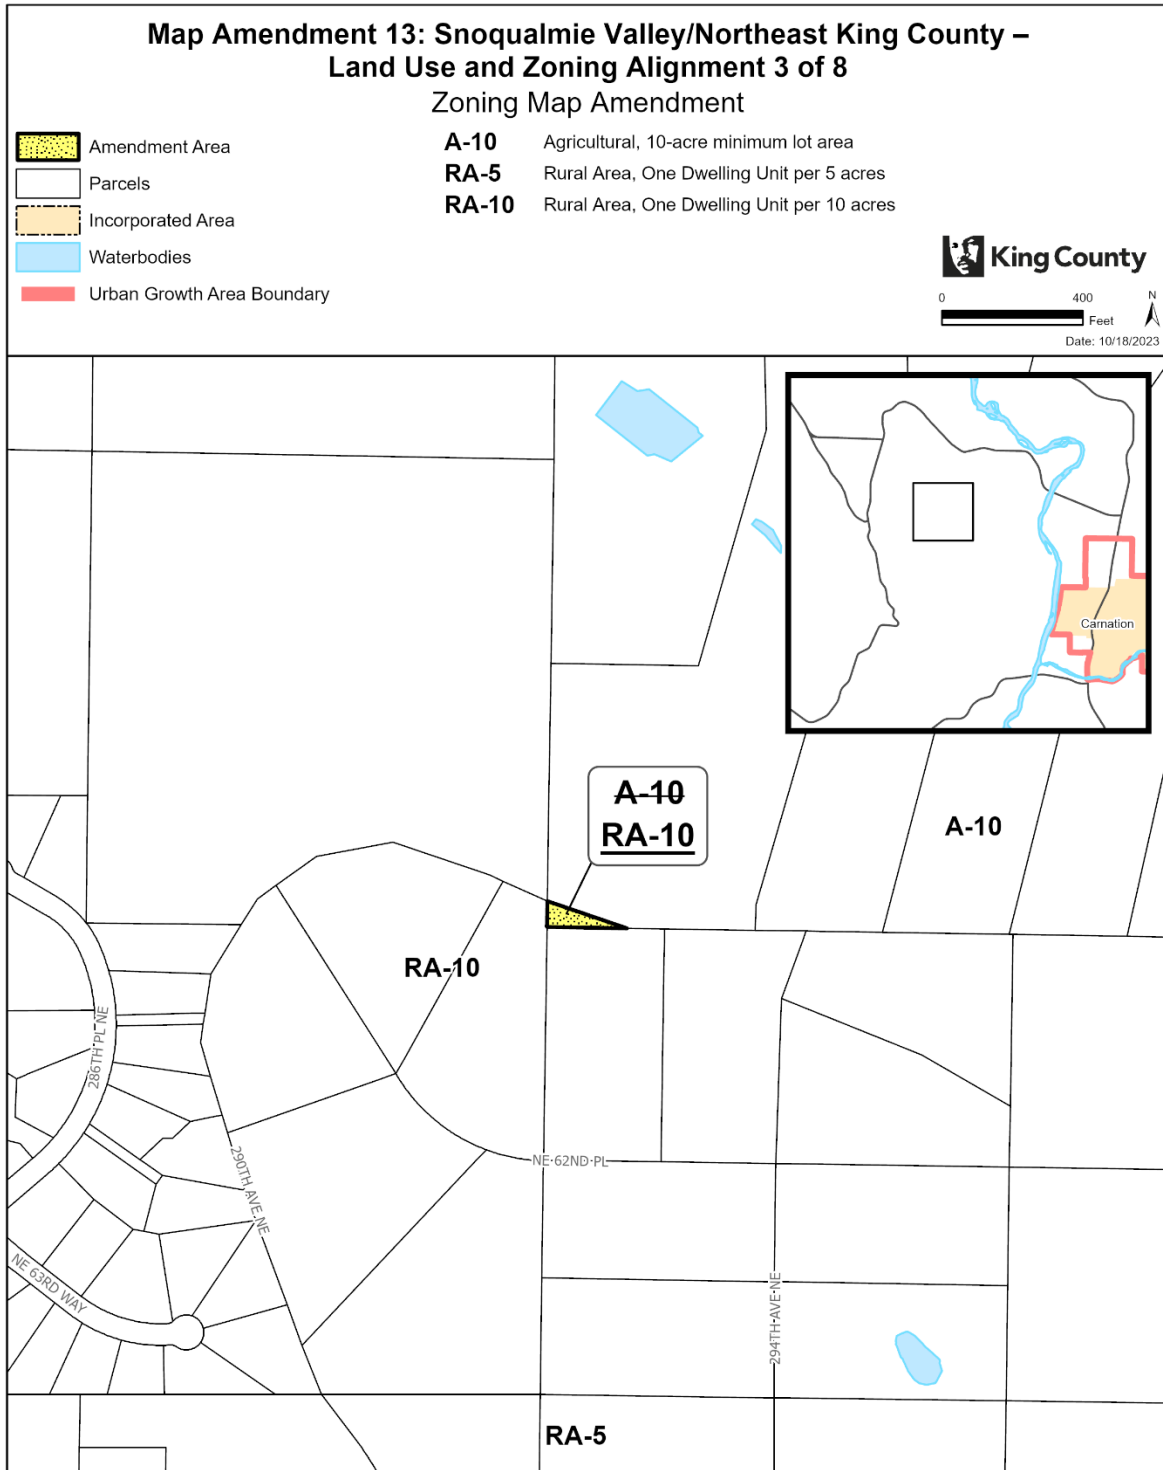 Map Amendment 13: Snoqualmie Valley/Northeast King County –
Land Use and Zoning Alignment 3 of 8
Zoning Map Amendment
Amendment Area
Parcels
Incorporated Area
Waterbodies
Urban Growth Area Boundary
A-10 Agricultural, 10-acre minimum lot area
RA-5 Rural Area, One Dwelling Unit per 5 acres
RA-10 Rural Area, One Dwelling Unit per 10 acres
King County
0 400
Feet
N
Date: 10/18/2023
Carnation
A-10
RA-10
A-10
RA-10
286TH PL NE
290TH AVE NE
NE 62ND PL
NE 63RD WAY
294TH AVE NE
RA-5